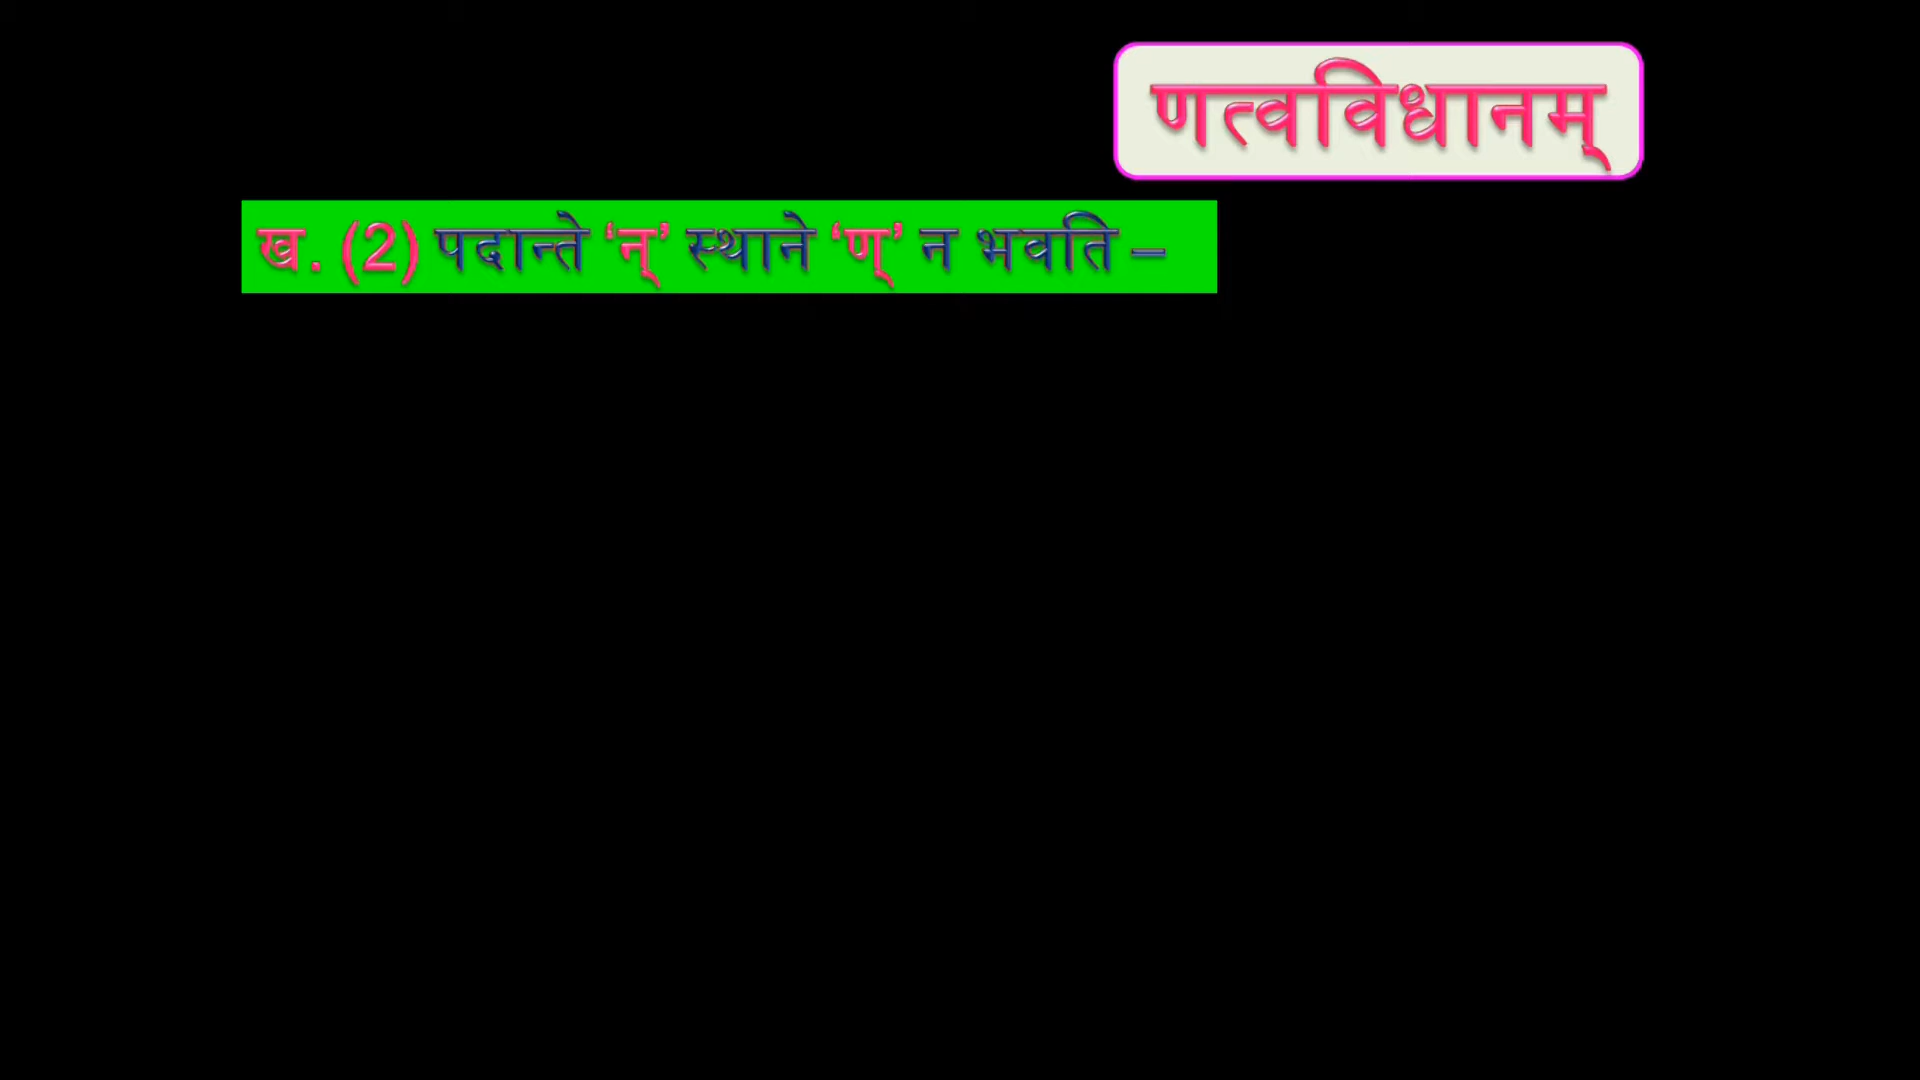 णत्वविधानम्
ख. (2) पदान्ते ‘न्’ स्थाने ‘ण्’ न भवति –